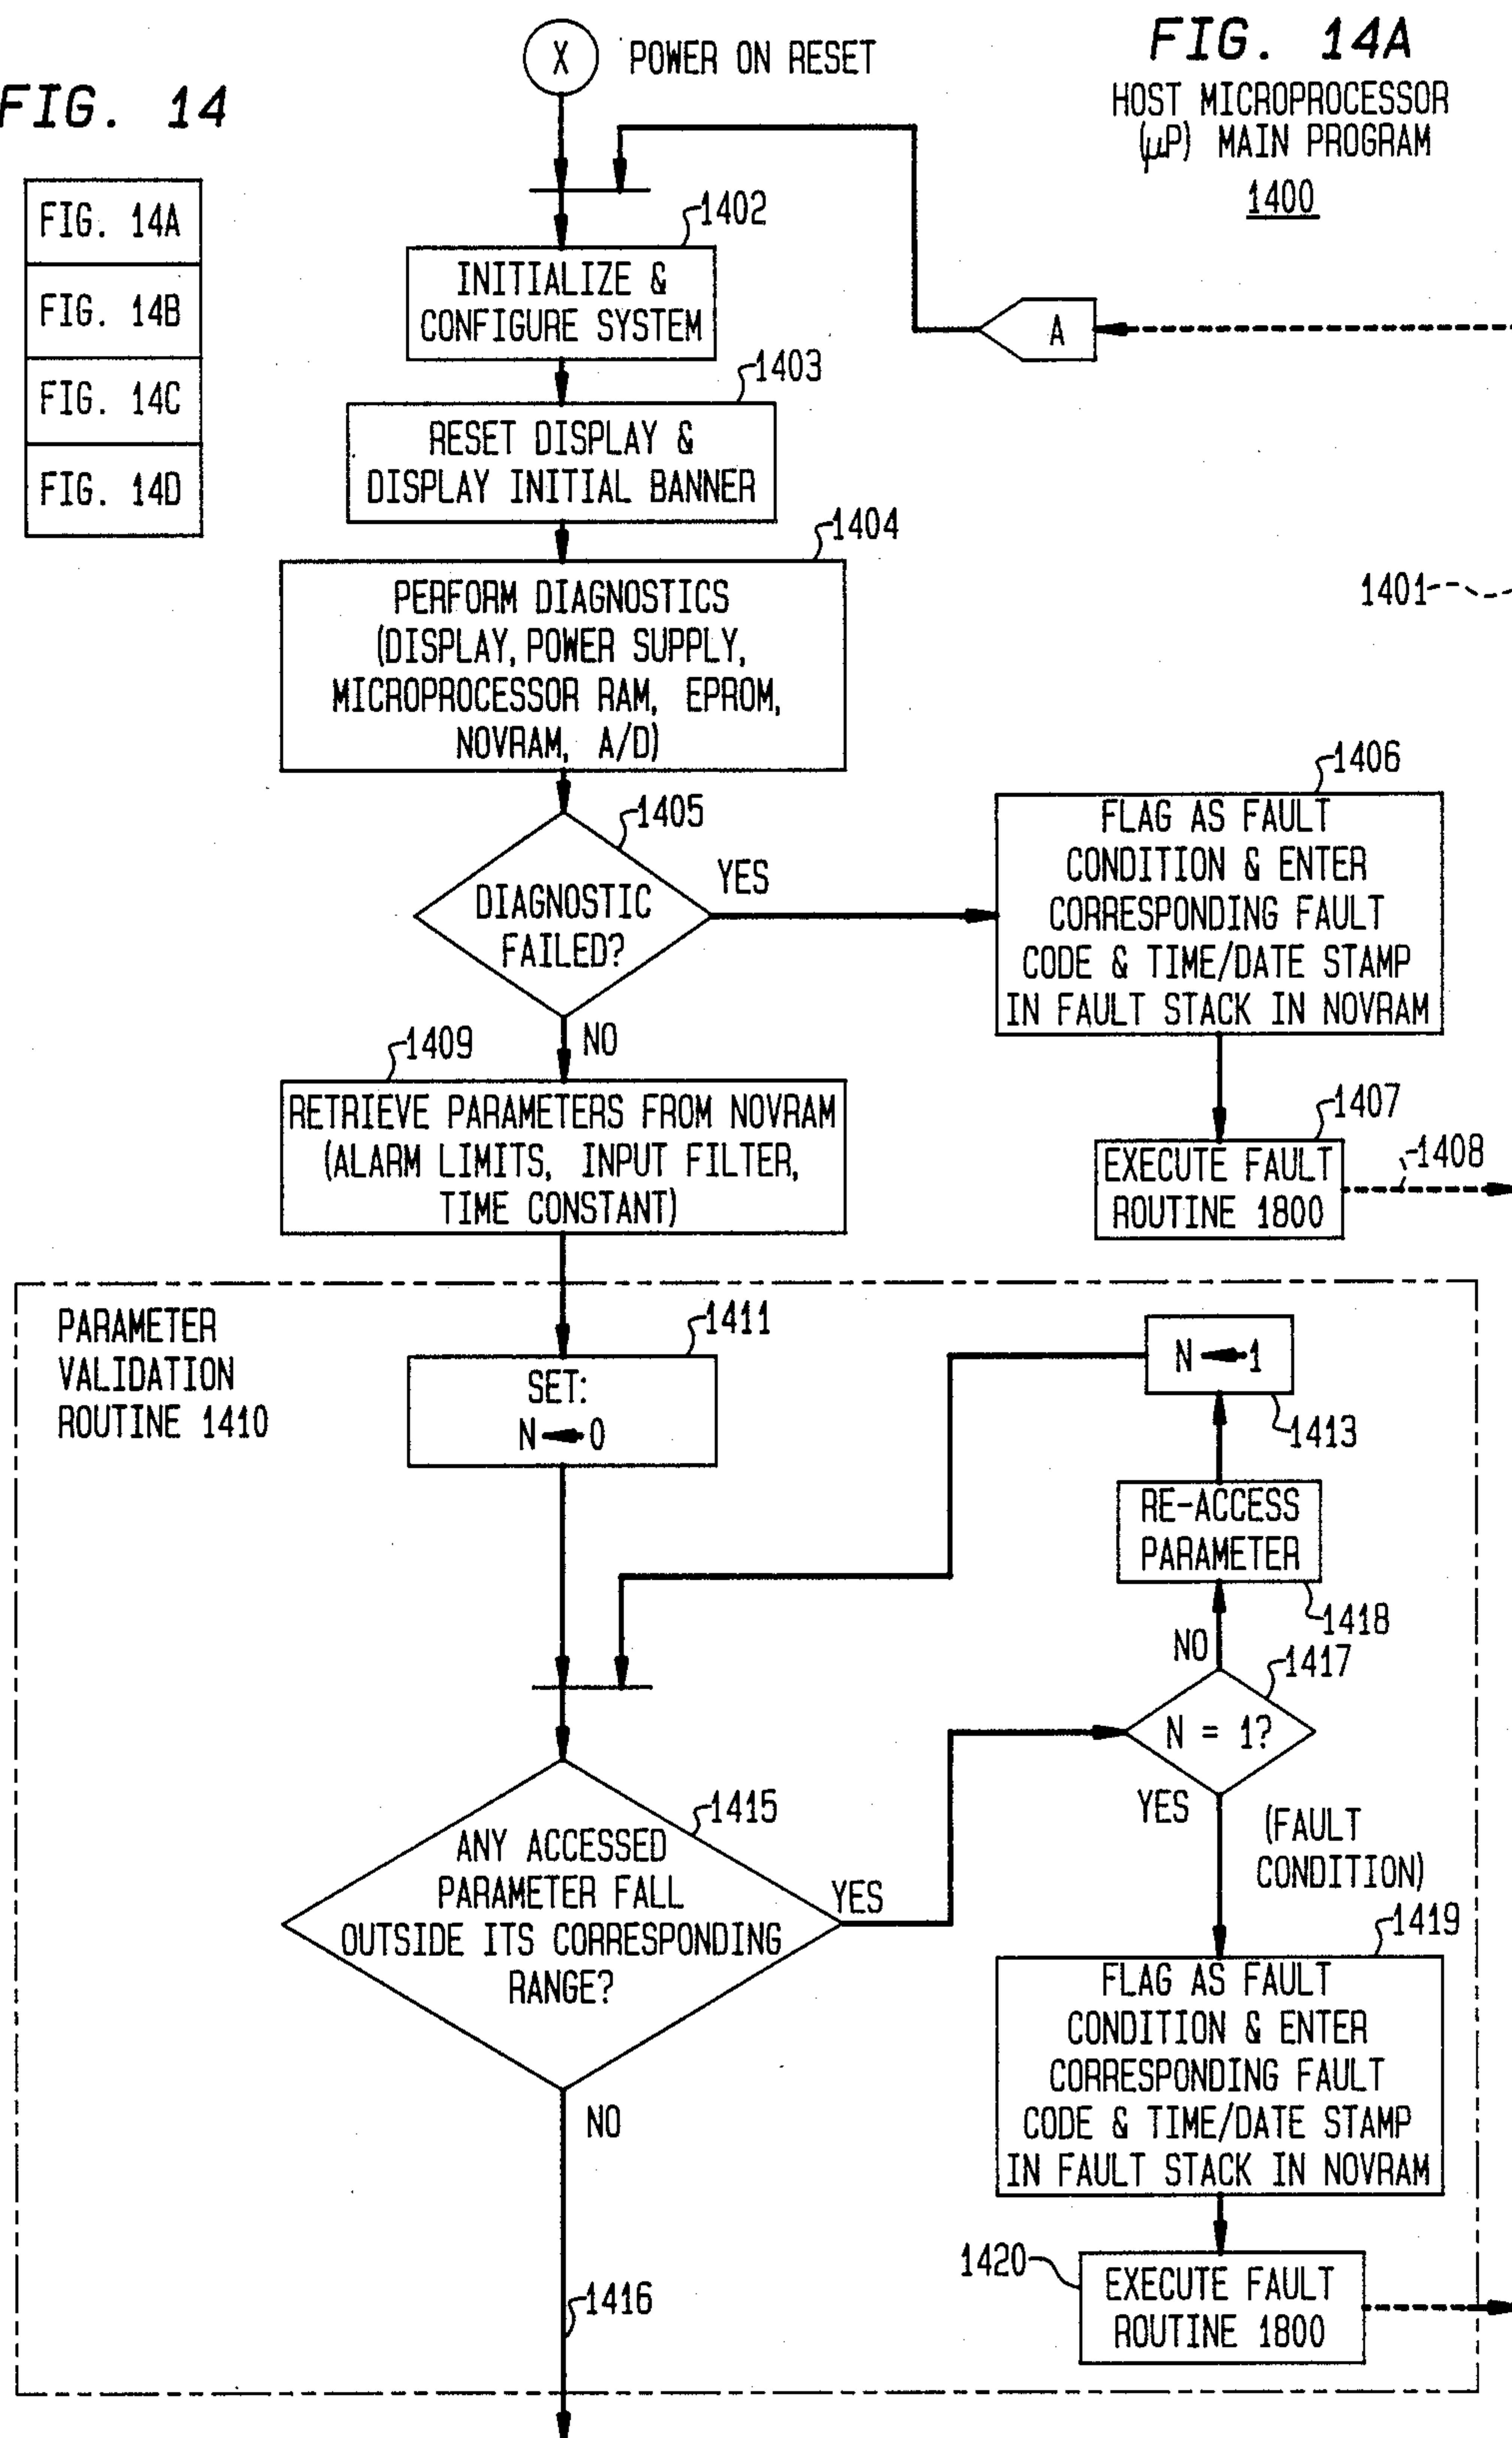 FIG. 14
FIG. 14A
FIG. 14B
FIG. 14C
FIG. 14D
X
POWER ON RESET
FIG. 14A
HOST MICROPROCESSOR
(μP) MAIN PROGRAM
1400
A
1401
1402
INITIALIZE &
CONFIGURE SYSTEM
1403
RESET DISPLAY &
DISPLAY INITIAL BANNER
1404
PERFORM DIAGNOSTICS
(DISPLAY, POWER SUPPLY,
MICROPROCESSOR RAM, EPROM,
NOVRAM, A/D)
1405
DIAGNOSTIC
FAILED?
YES
NO
1406
FLAG AS FAULT
CONDITION & ENTER
CORRESPONDING FAULT
CODE & TIME/DATE STAMP
IN FAULT STACK IN NOVRAM
1407
EXECUTE FAULT
ROUTINE 1800
1408
1409
RETRIEVE PARAMETERS FROM NOVRAM
(ALARM LIMITS, INPUT FILTER,
TIME CONSTANT)
PARAMETER
VALIDATION
ROUTINE 1410
1411
SET:
N ← 0
N ← 1
1413
RE-ACCESS
PARAMETER
1418
NO
1417
N = 1?
YES
(FAULT
CONDITION)
1415
ANY ACCESSED
PARAMETER FALL
OUTSIDE ITS CORRESPONDING
RANGE?
YES
NO
1416
1419
FLAG AS FAULT
CONDITION & ENTER
CORRESPONDING FAULT
CODE & TIME/DATE STAMP
IN FAULT STACK IN NOVRAM
1420
EXECUTE FAULT
ROUTINE 1800